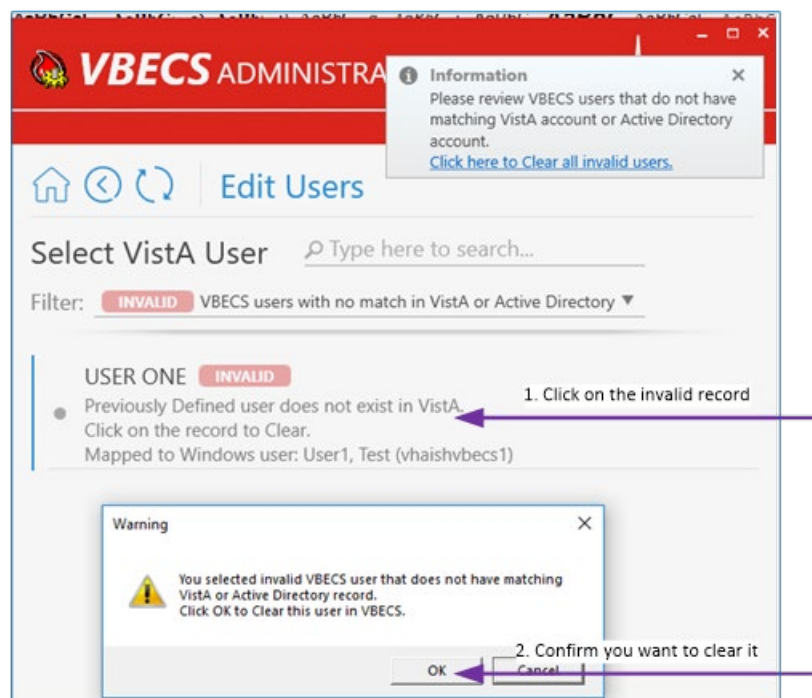 VBECS ADMINISTRA
Information
Please review VBECS users that do not have
matching VistA account or Active Directory
account.
Click here to Clear all invalid users.
Edit Users
Select VistA User
Type here to search...
Filter: INVALID VBECS users with no match in VistA or Active Directory
USER ONE INVALID
1. Click on the invalid record
Previously Defined user does not exist in VistA.
Click on the record to Clear.
Mapped to Windows user: User1, Test (vhaishvbecs1)
Warning
You selected invalid VBECS user that does not have matching
VistA or Active Directory record.
Click OK to Clear this user in VBECS.
2. Confirm you want to clear it
OK Cancel